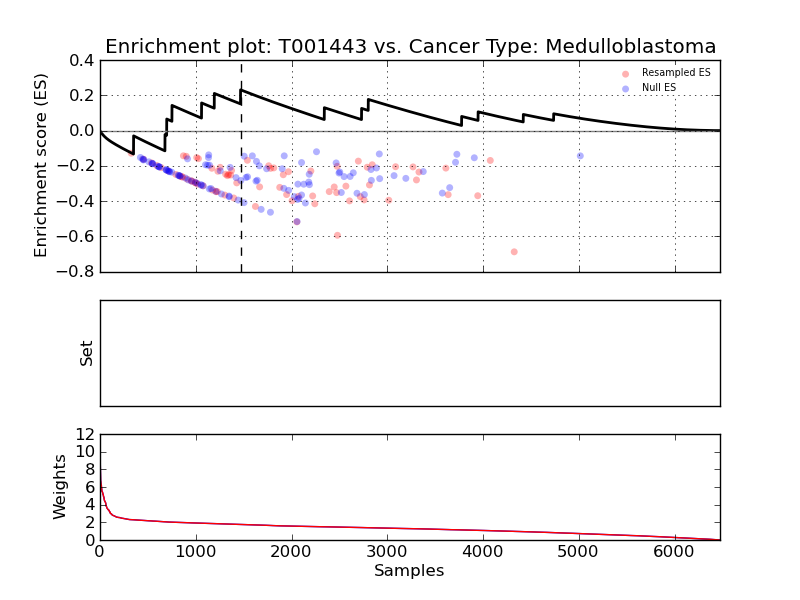 Enrichment plot: T001443 vs. Cancer Type: Medulloblastoma
Enrichment score (ES)
0.4
0.2
0.0
−0.2
−0.4
−0.6
−0.8
Resampled ES
Null ES
Set
Weights
12
10
8
6
4
2
0
0 1000 2000 3000 4000 5000 6000
Samples